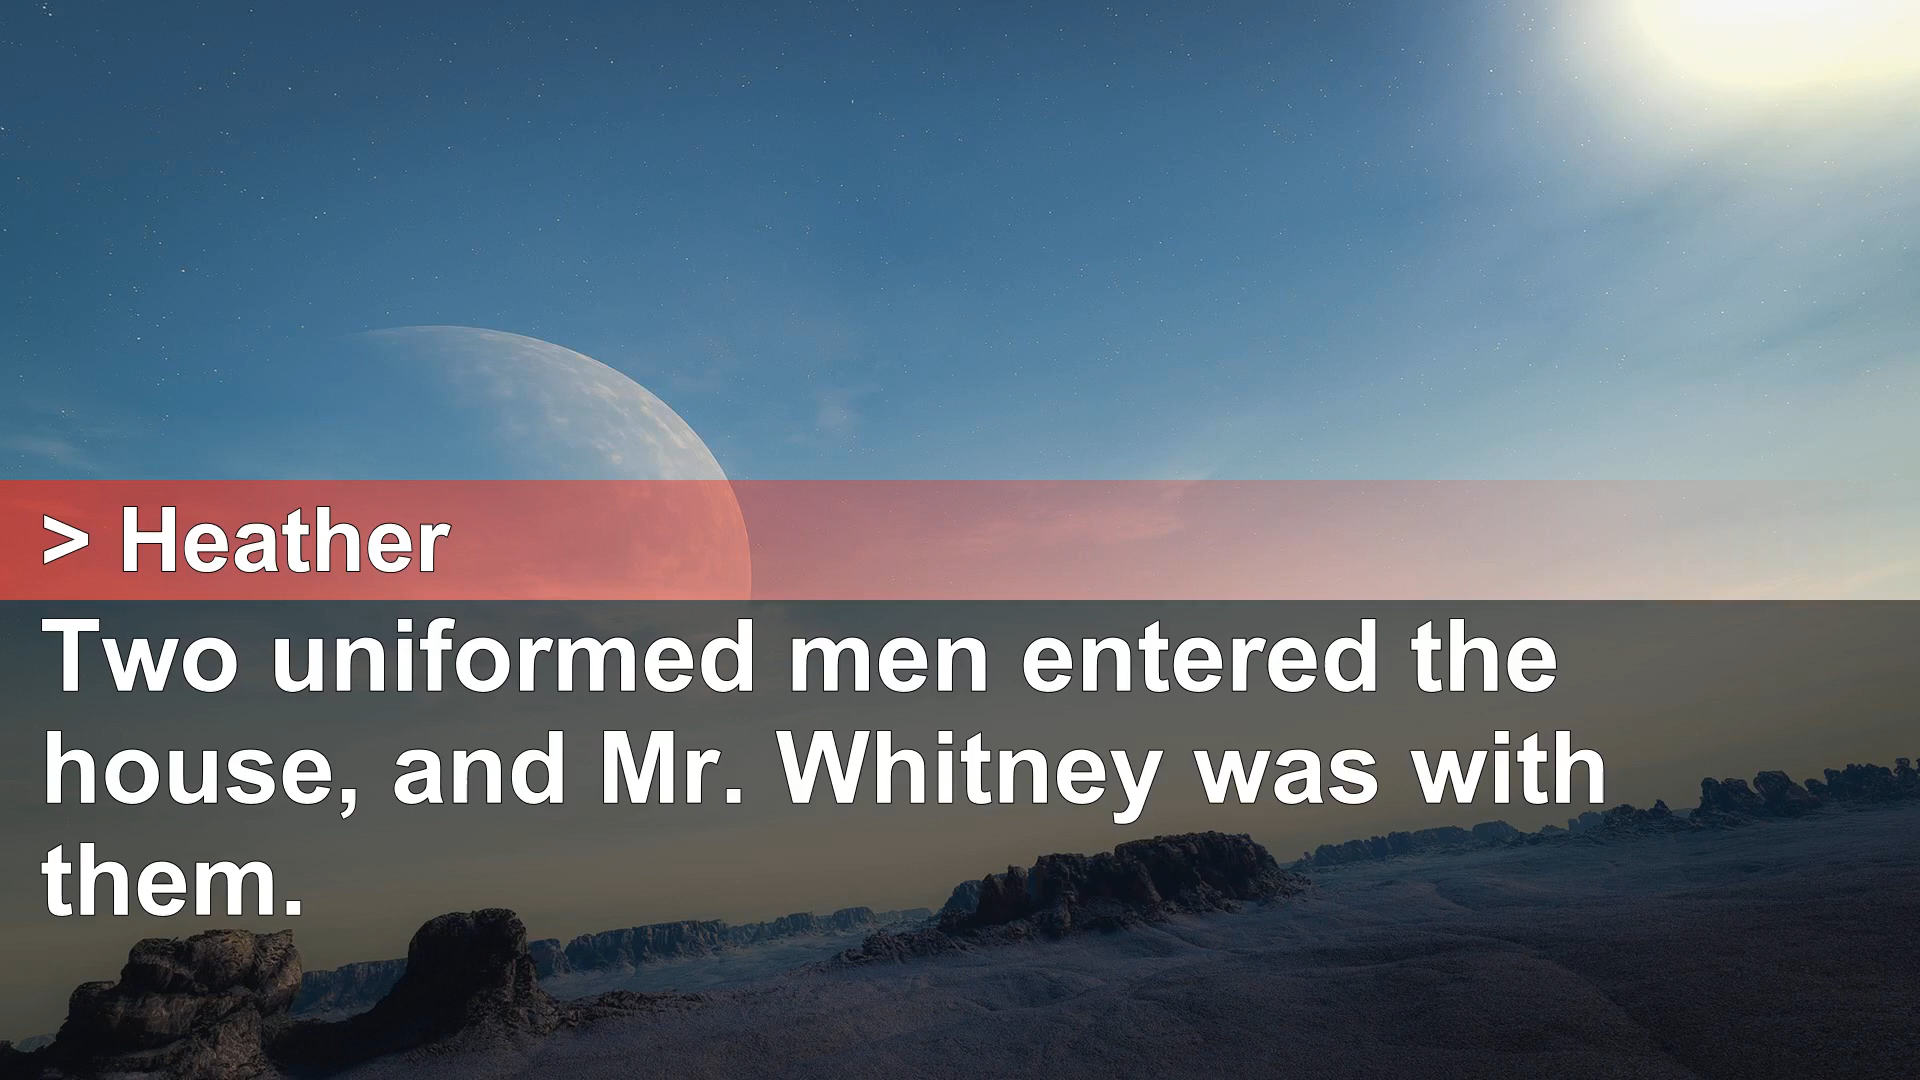 > Heather
Two uniformed men entered the
house, and Mr. Whitney was with
them.